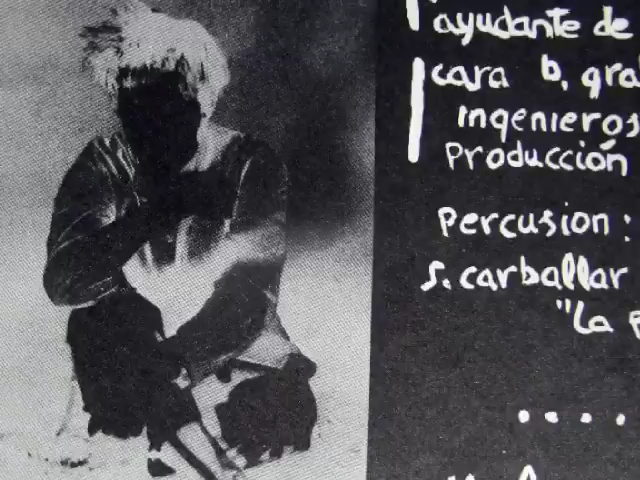 ayudante de
cara b, gra
Ingenieros
Producción
Percusion:
s. carballar
"La
....